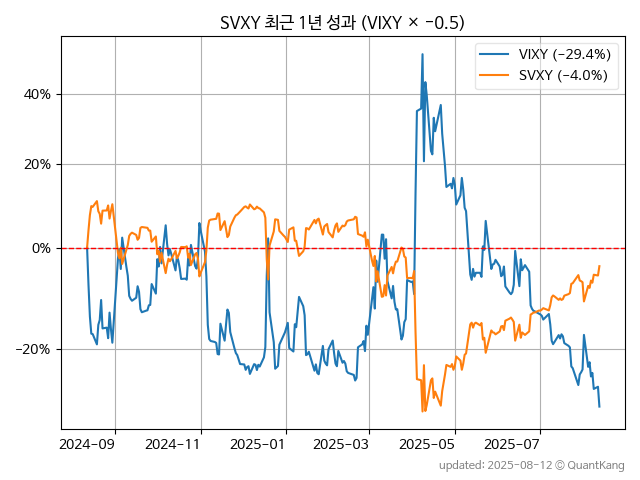 SVXY 최근 1년 성과 (VIXY × −0.5)
VIXY (−29.4%)
SVXY (−4.0%)
40%
20%
0%
−20%
2024−09
2024−11
2025−01
2025−03
2025−05
2025−07
updated: 2025-08-12 © QuantKang